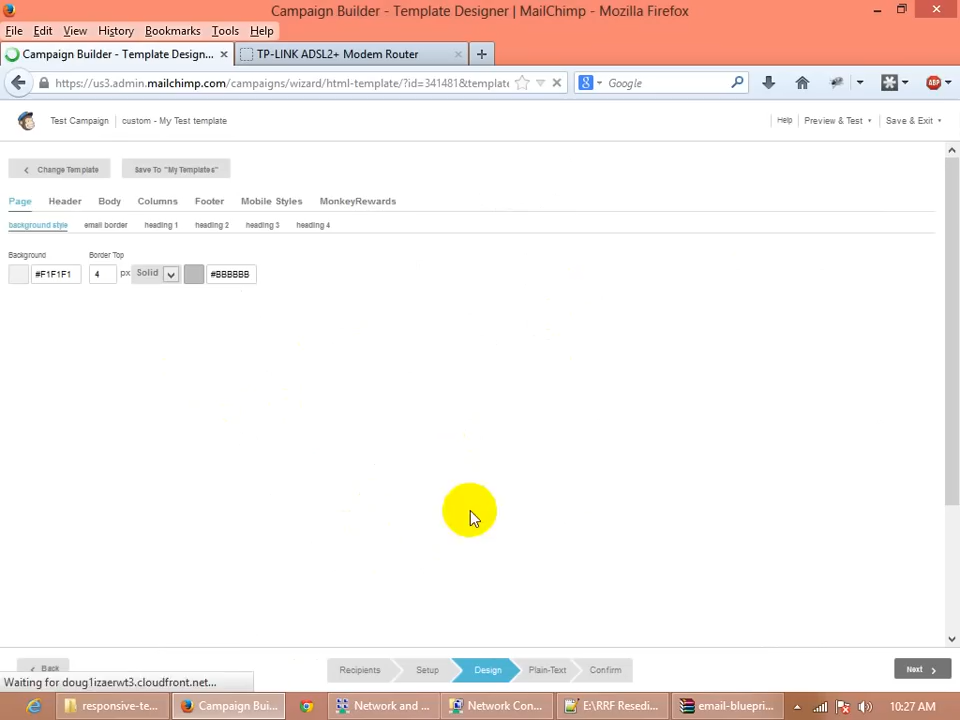 Campaign Builder - Template Designer | MailChimp - Mozilla Firefox
File Edit View History Bookmarks Tools Help
Campaign Builder - Template Design... × TP-LINK ADSL2+ Modem Router × +
https://us3.admin.mailchimp.com/campaigns/wizard/html-template/?id=341481&template Google
Test Campaign custom - My Test template Help Preview & Test Save & Exit
Change Template Save To "My Templates"
Page Header Body Columns Footer Mobile Styles MonkeyRewards
background style email border heading 1 heading 2 heading 3 heading 4
Background Border Top
#F1F1F1 4 px Solid #BBBBBB
Back Recipients Setup Design Plain-Text Confirm Next
Waiting for doug1izaerwt3.cloudfront.net...
responsive-te... Campaign Bui... Network and ... Network Con... E:\RRF Resedi... email-bluepri... 10:27 AM